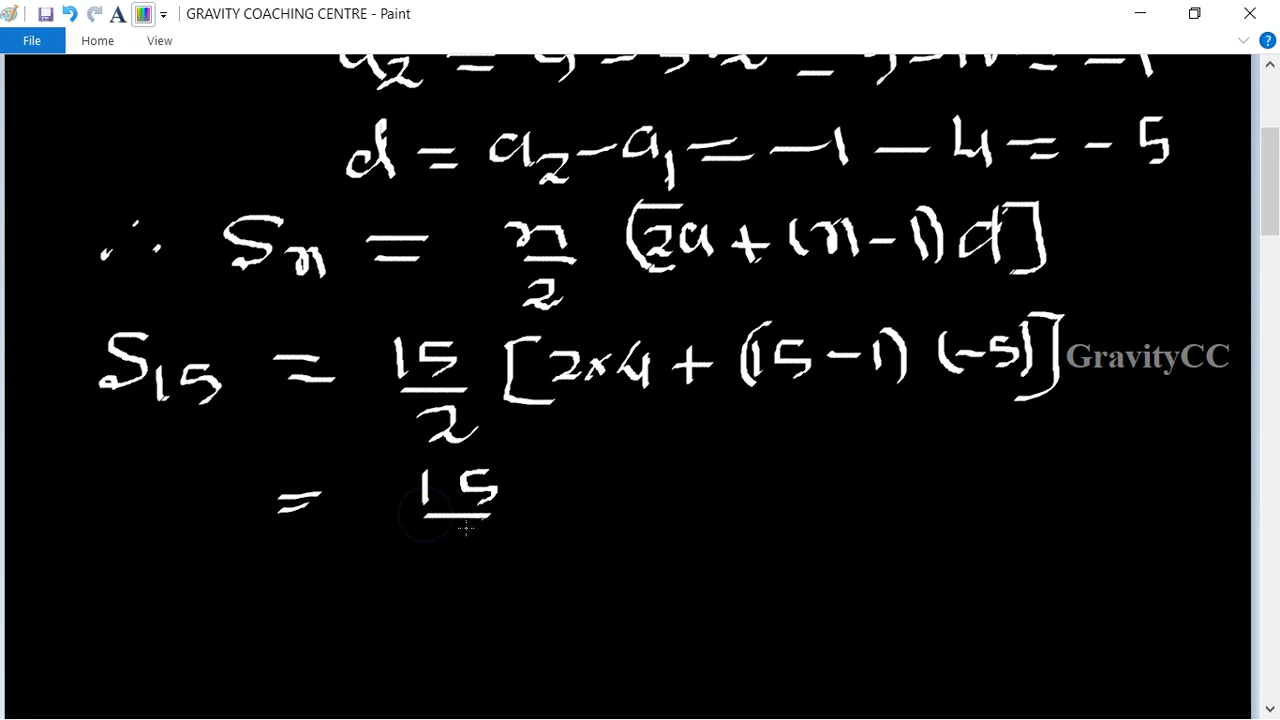 GRAVITY COACHING CENTRE - Paint
File Home View
d = a₂ - a₁ = -1 - 4 = - 5
∴ Sₙ = n/2 [2a + (n - 1) d]
S₁₅ = 15/2 [2×4 + (15 - 1) (-5)] GravityCC
= 15